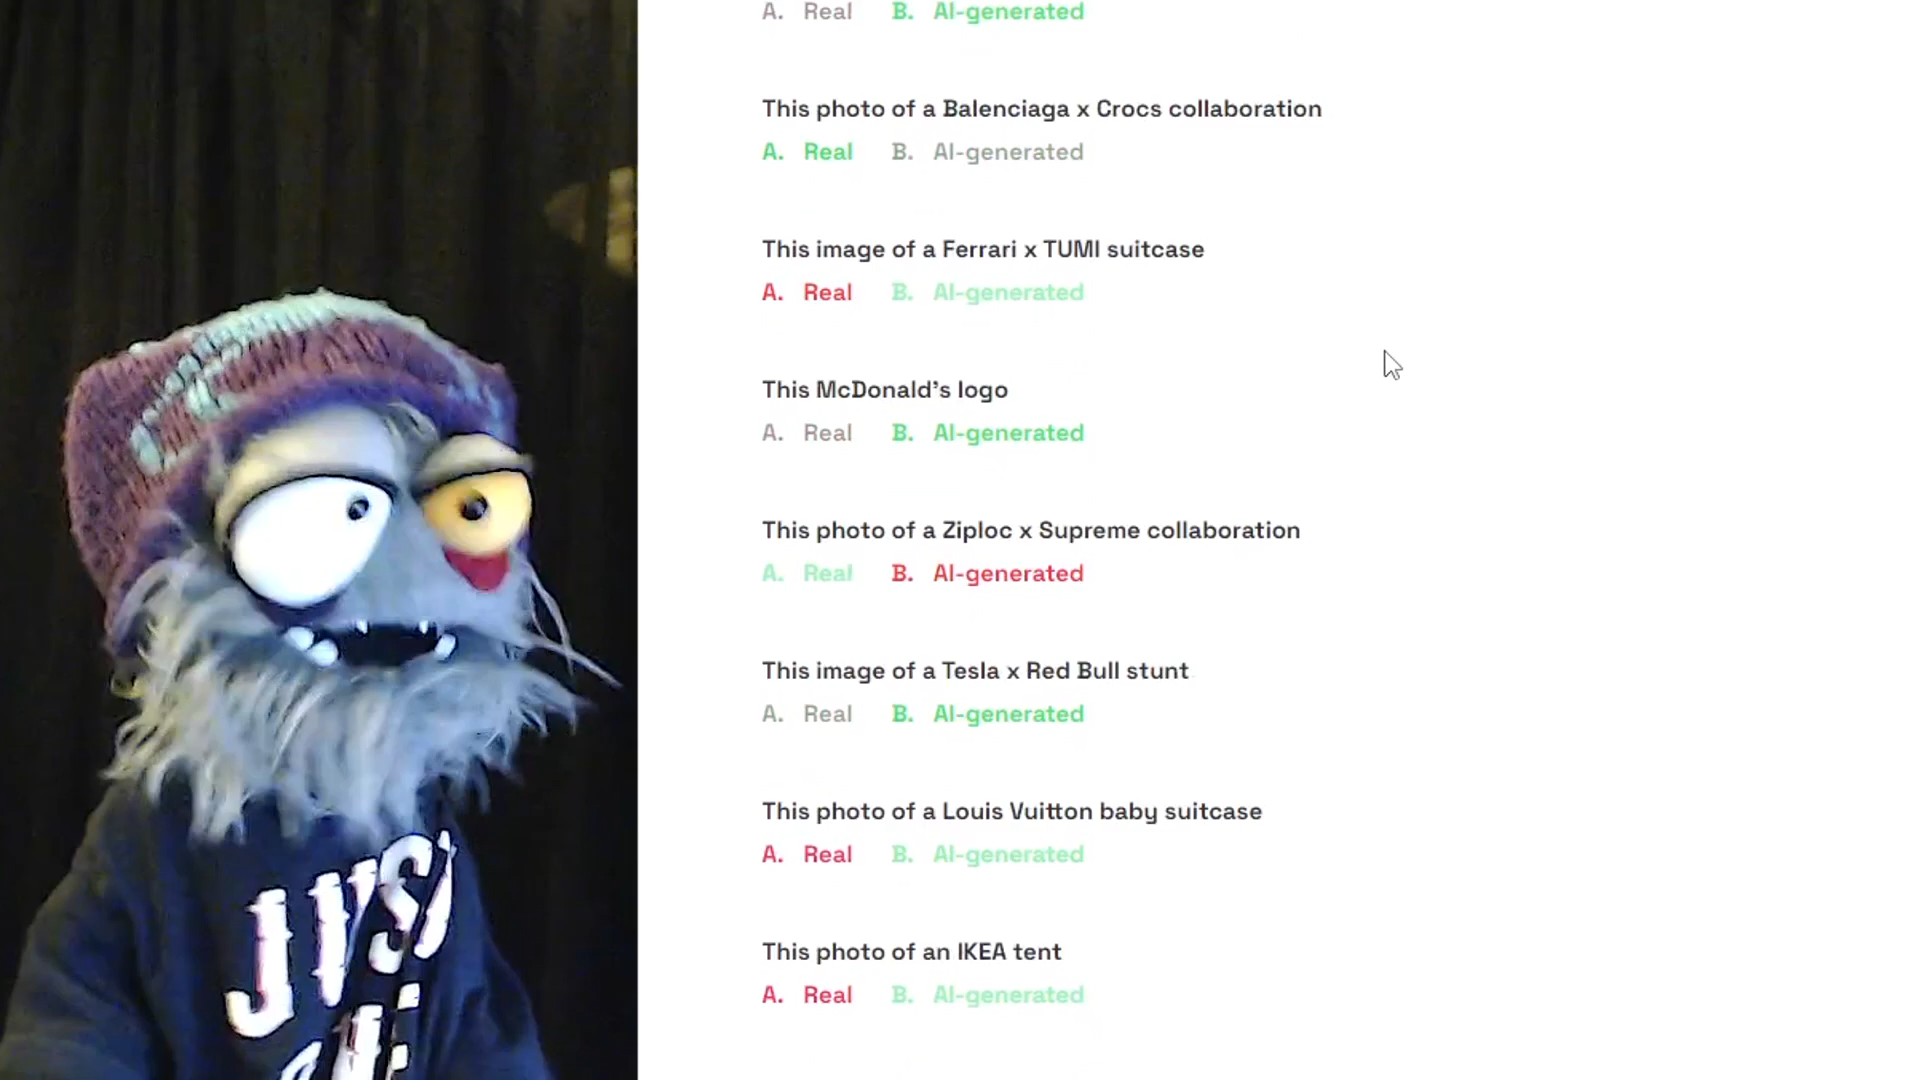 A. Real B. AI-generated
This photo of a Balenciaga x Crocs collaboration
A. Real B. AI-generated
This image of a Ferrari x TUMI suitcase
A. Real B. AI-generated
This McDonald's logo
A. Real B. AI-generated
This photo of a Ziploc x Supreme collaboration
A. Real B. AI-generated
This image of a Tesla x Red Bull stunt
A. Real B. AI-generated
This photo of a Louis Vuitton baby suitcase
A. Real B. AI-generated
This photo of an IKEA tent
A. Real B. AI-generated